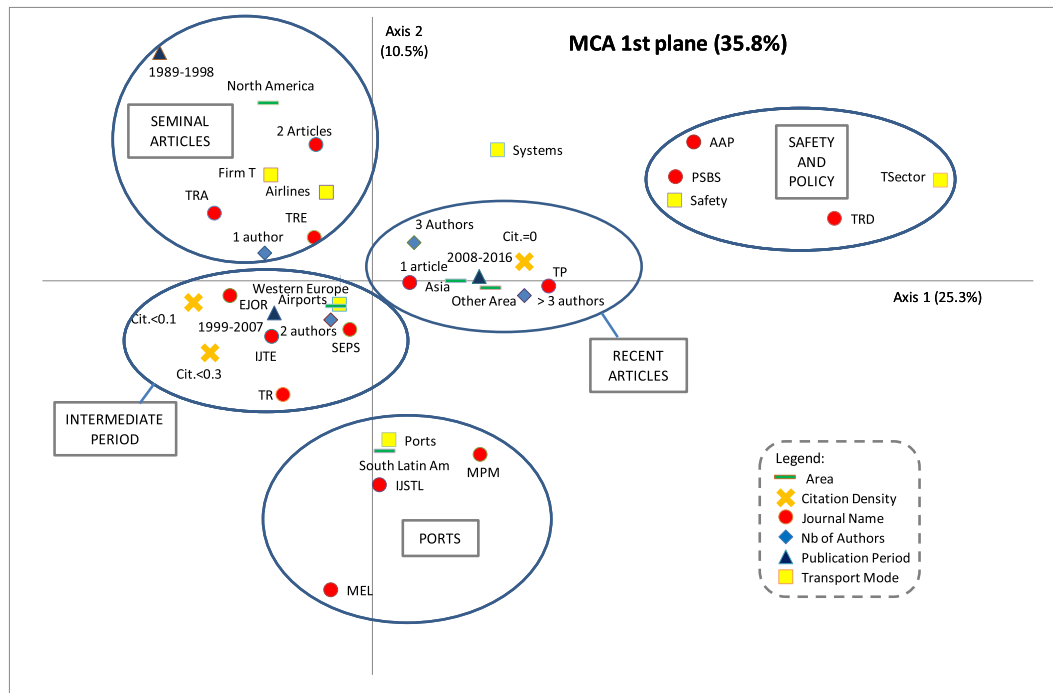 Axis 2
(10.5%)
MCA 1st plane (35.8%)
1989-1998
North America
SEMINAL
ARTICLES
2 Articles
Firm T
Airlines
TRA
TRE
1 author
Systems
AAP
PSBS
Safety
SAFETY
AND
POLICY
TSector
TRD
3 Authors
Cit.=0
2008-2016
1 article
TP
Asia
Other Area
> 3 authors
Axis 1 (25.3%)
Western Europe
EJOR
Airports
Cit.<0.1
1999-2007
2 authors
SEPS
IJTE
Cit.<0.3
TR
RECENT
ARTICLES
INTERMEDIATE
PERIOD
Ports
South Latin Am
MPM
IJSTL
PORTS
MEL
Legend:
Area
Citation Density
Journal Name
Nb of Authors
Publication Period
Transport Mode